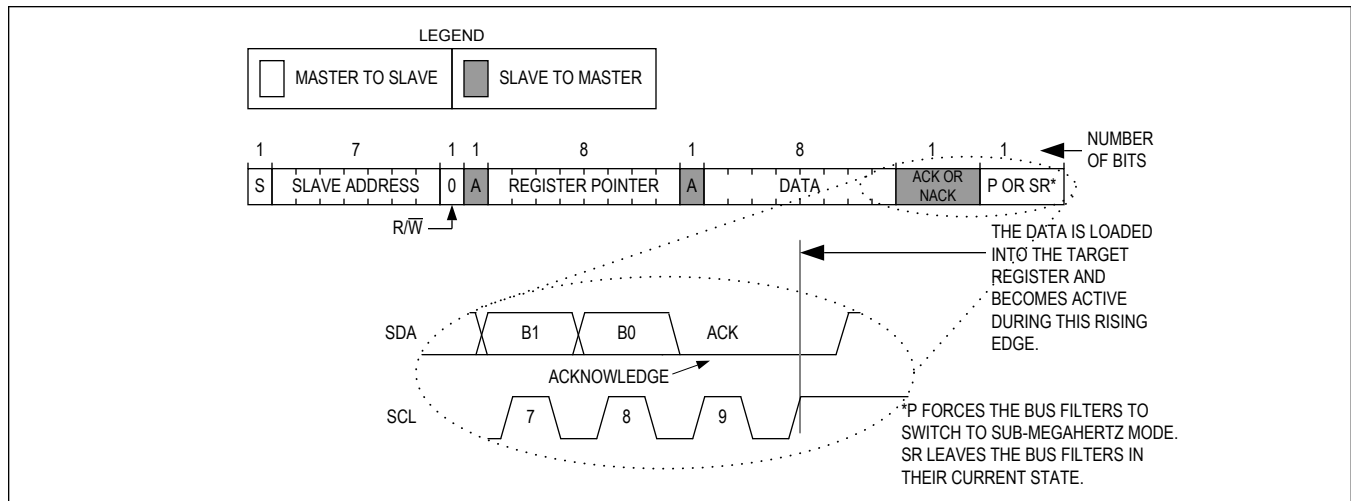 LEGEND
MASTER TO SLAVE SLAVE TO MASTER
1 7 1 1 8 1 8 1 1 NUMBER
OF BITS
S SLAVE ADDRESS 0 A REGISTER POINTER A DATA ACK OR
NACK P OR SR*
R/W̅
THE DATA IS LOADED
INTO THE TARGET
REGISTER AND
BECOMES ACTIVE
DURING THIS RISING
EDGE.
SDA B1 B0 ACK
ACKNOWLEDGE
SCL 7 8 9
*P FORCES THE BUS FILTERS TO
SWITCH TO SUB-MEGAHERTZ MODE.
SR LEAVES THE BUS FILTERS IN
THEIR CURRENT STATE.